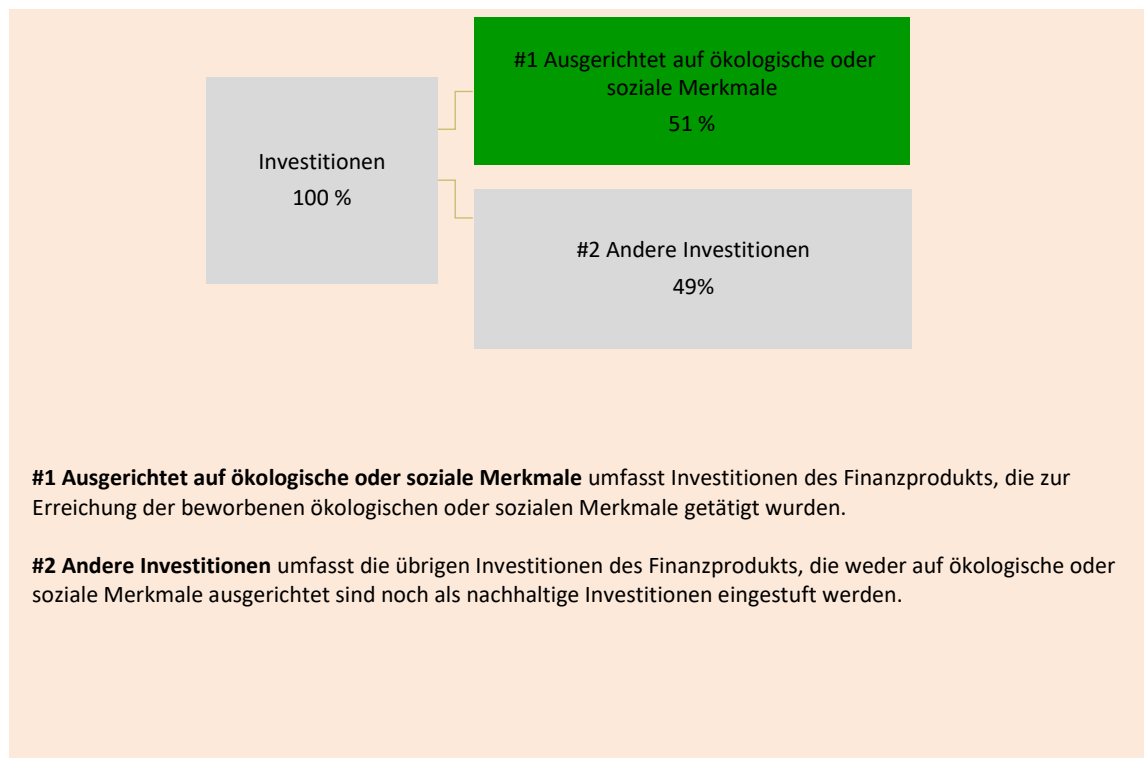 #1 Ausgerichtet auf ökologische oder
soziale Merkmale
51 %
Investitionen
100 %
#2 Andere Investitionen
49%
#1 Ausgerichtet auf ökologische oder soziale Merkmale umfasst Investitionen des Finanzprodukts, die zur
Erreichung der beworbenen ökologischen oder sozialen Merkmale getätigt wurden.
#2 Andere Investitionen umfasst die übrigen Investitionen des Finanzprodukts, die weder auf ökologische oder
soziale Merkmale ausgerichtet sind noch als nachhaltige Investitionen eingestuft werden.